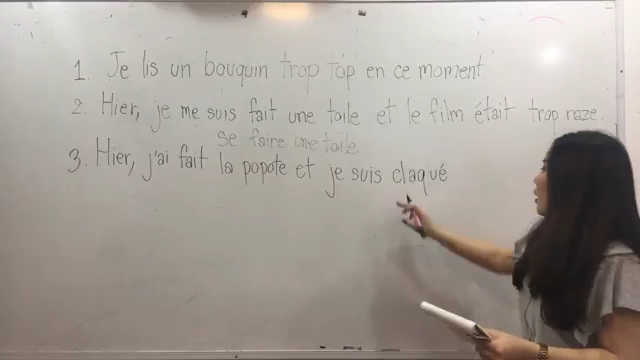 1. Je lis un bouquin trop top en ce moment
2. Hier, je me suis fait une toile et le film était trop naze.
se faire une toile
3. Hier, j'ai fait la popote et je suis claqué